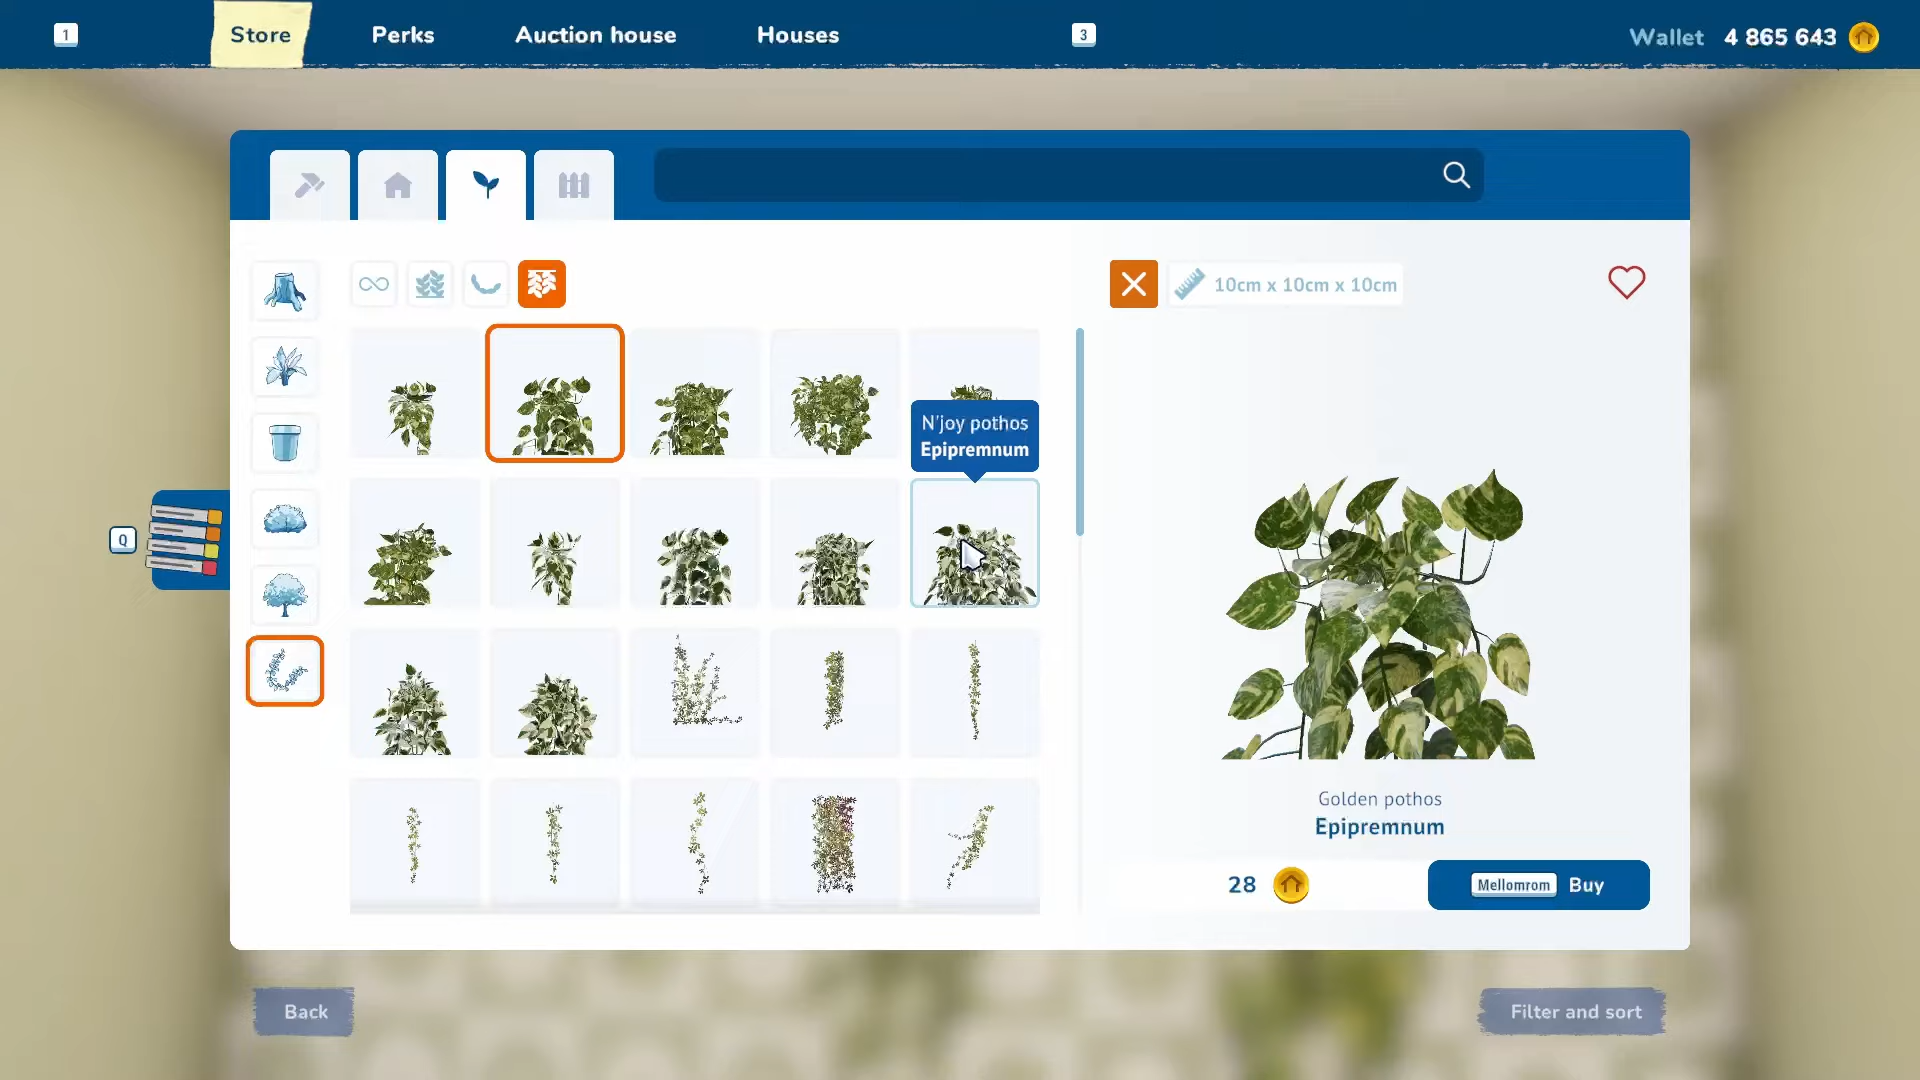 1
Store
Perks
Auction house
Houses
3
Wallet 4 865 643
10cm x 10cm x 10cm
N'joy pothos
Epipremnum
Q
Golden pothos
Epipremnum
28
Mellomrom Buy
Back
Filter and sort